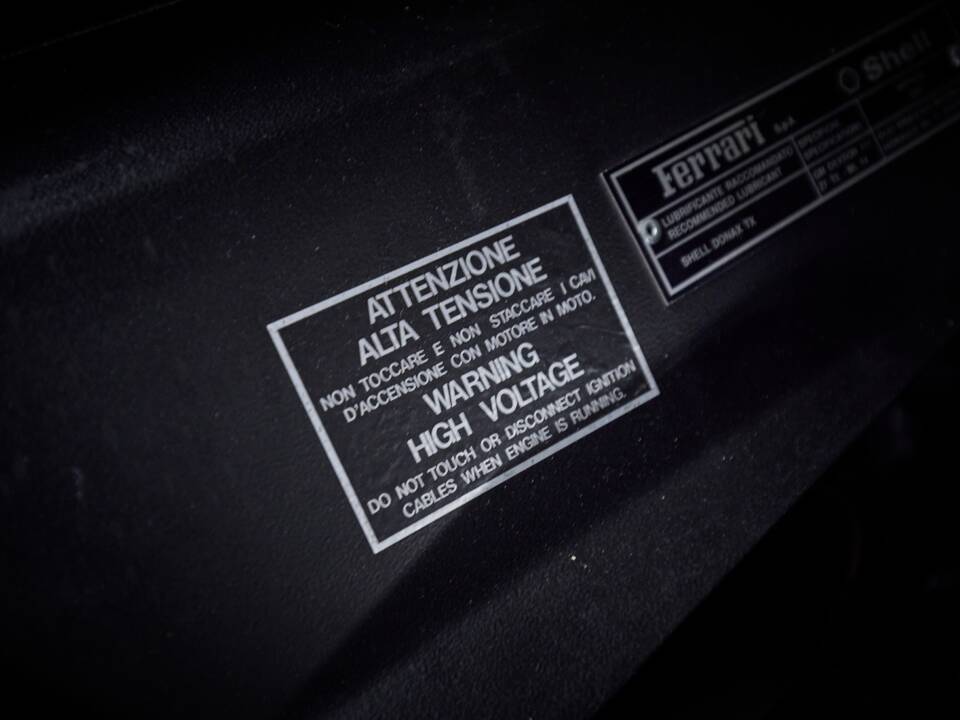 ATTENZIONE
ALTA TENSIONE
NON TOCCARE E NON STACCARE I CAVI
D'ACCENSIONE CON MOTORE IN MOTO.
WARNING
HIGH VOLTAGE
DO NOT TOUCH OR DISCONNECT IGNITION
CABLES WHEN ENGINE IS RUNNING.
Ferrari S.p.A. Shell
LUBRIFICANTE RACCOMANDATO
RECOMMENDED LUBRICANT
SHELL DONAX TX